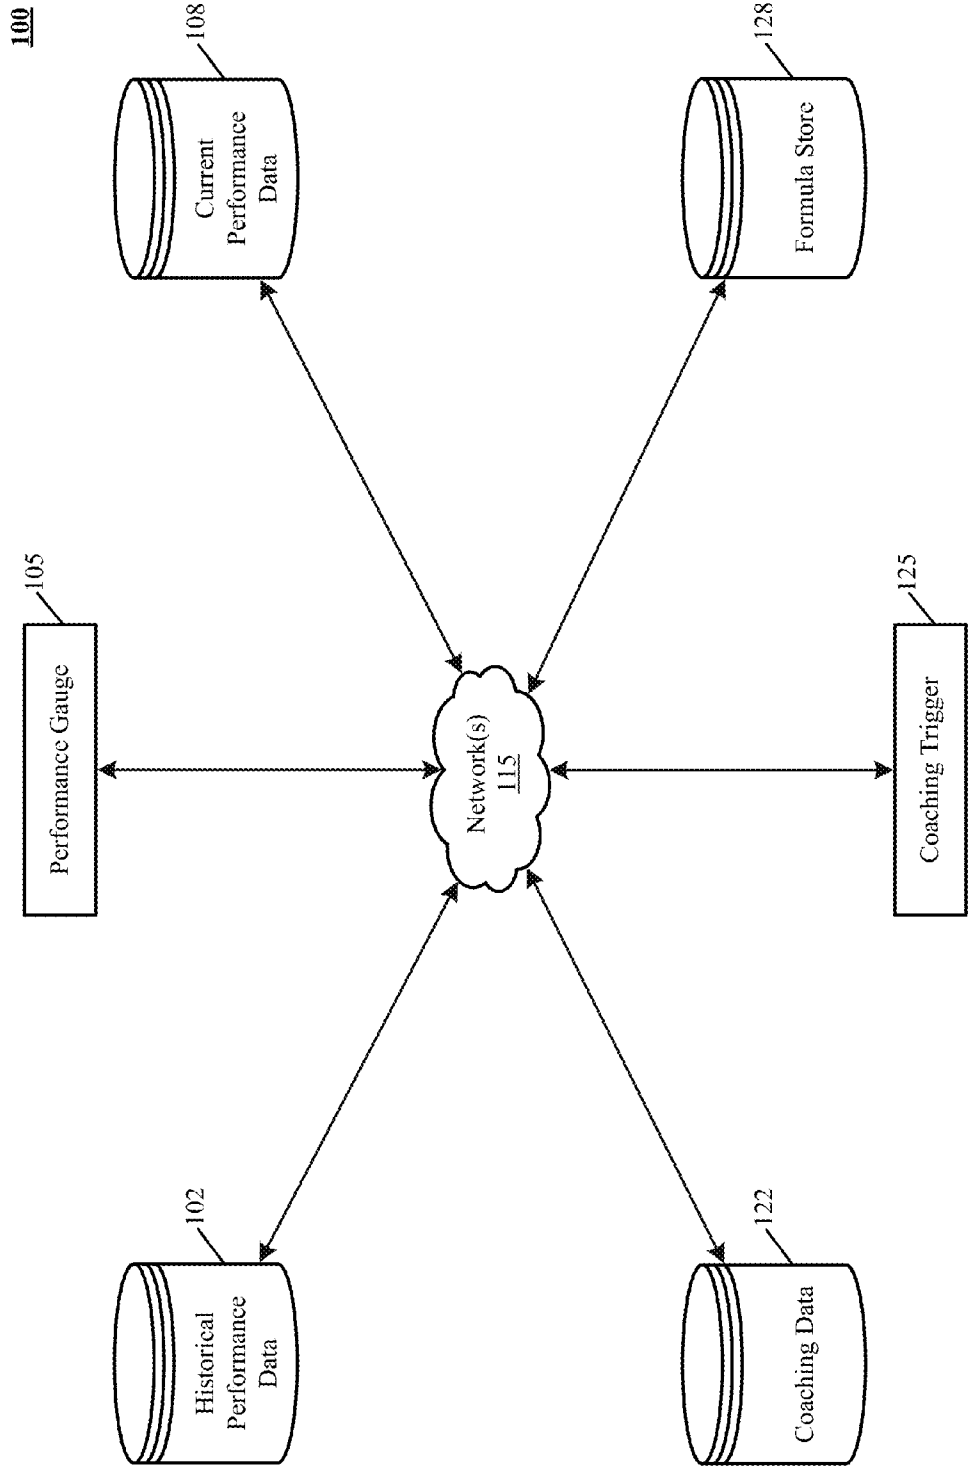 100
102
Historical
Performance
Data
105
Performance Gauge
108
Current
Performance
Data
Network(s)
115
122
Coaching Data
125
Coaching Trigger
128
Formula Store